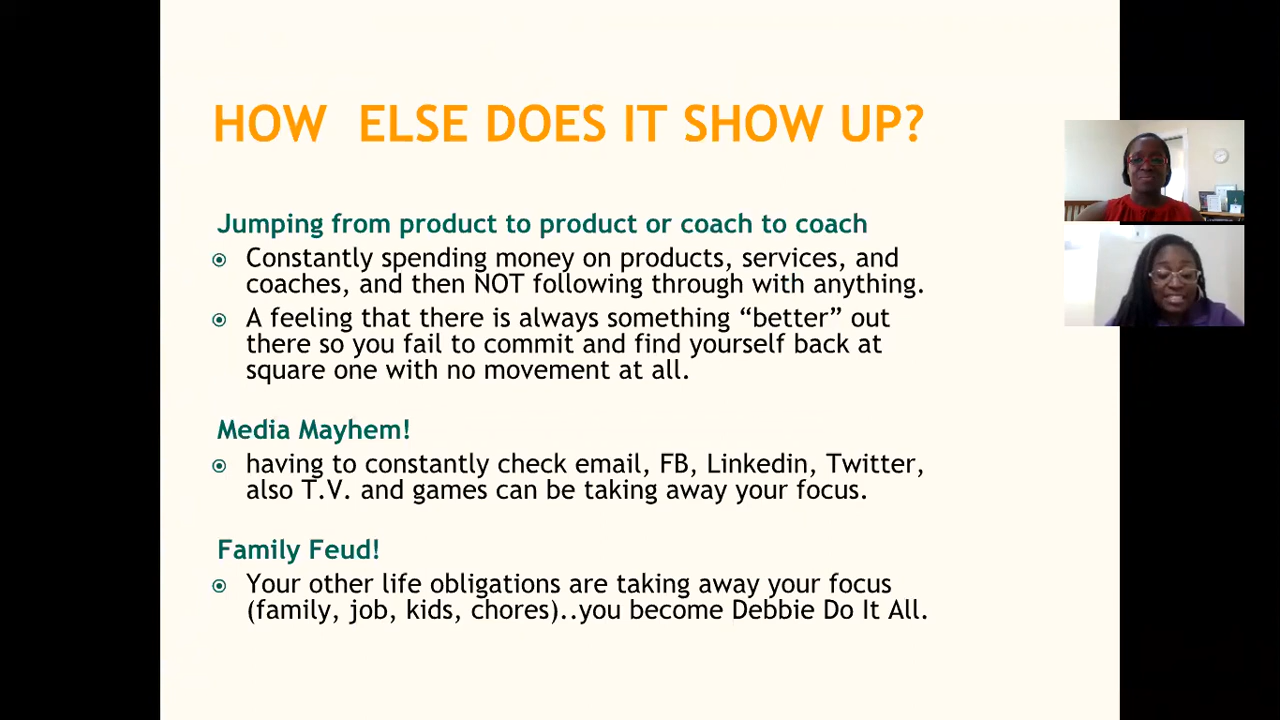 HOW  ELSE DOES IT SHOW UP?
Jumping from product to product or coach to coach
Constantly spending money on products, services, and
coaches, and then NOT following through with anything.
A feeling that there is always something “better” out
there so you fail to commit and find yourself back at
square one with no movement at all.
Media Mayhem!
having to constantly check email, FB, Linkedin, Twitter,
also T.V. and games can be taking away your focus.
Family Feud!
Your other life obligations are taking away your focus
(family, job, kids, chores)..you become Debbie Do It All.